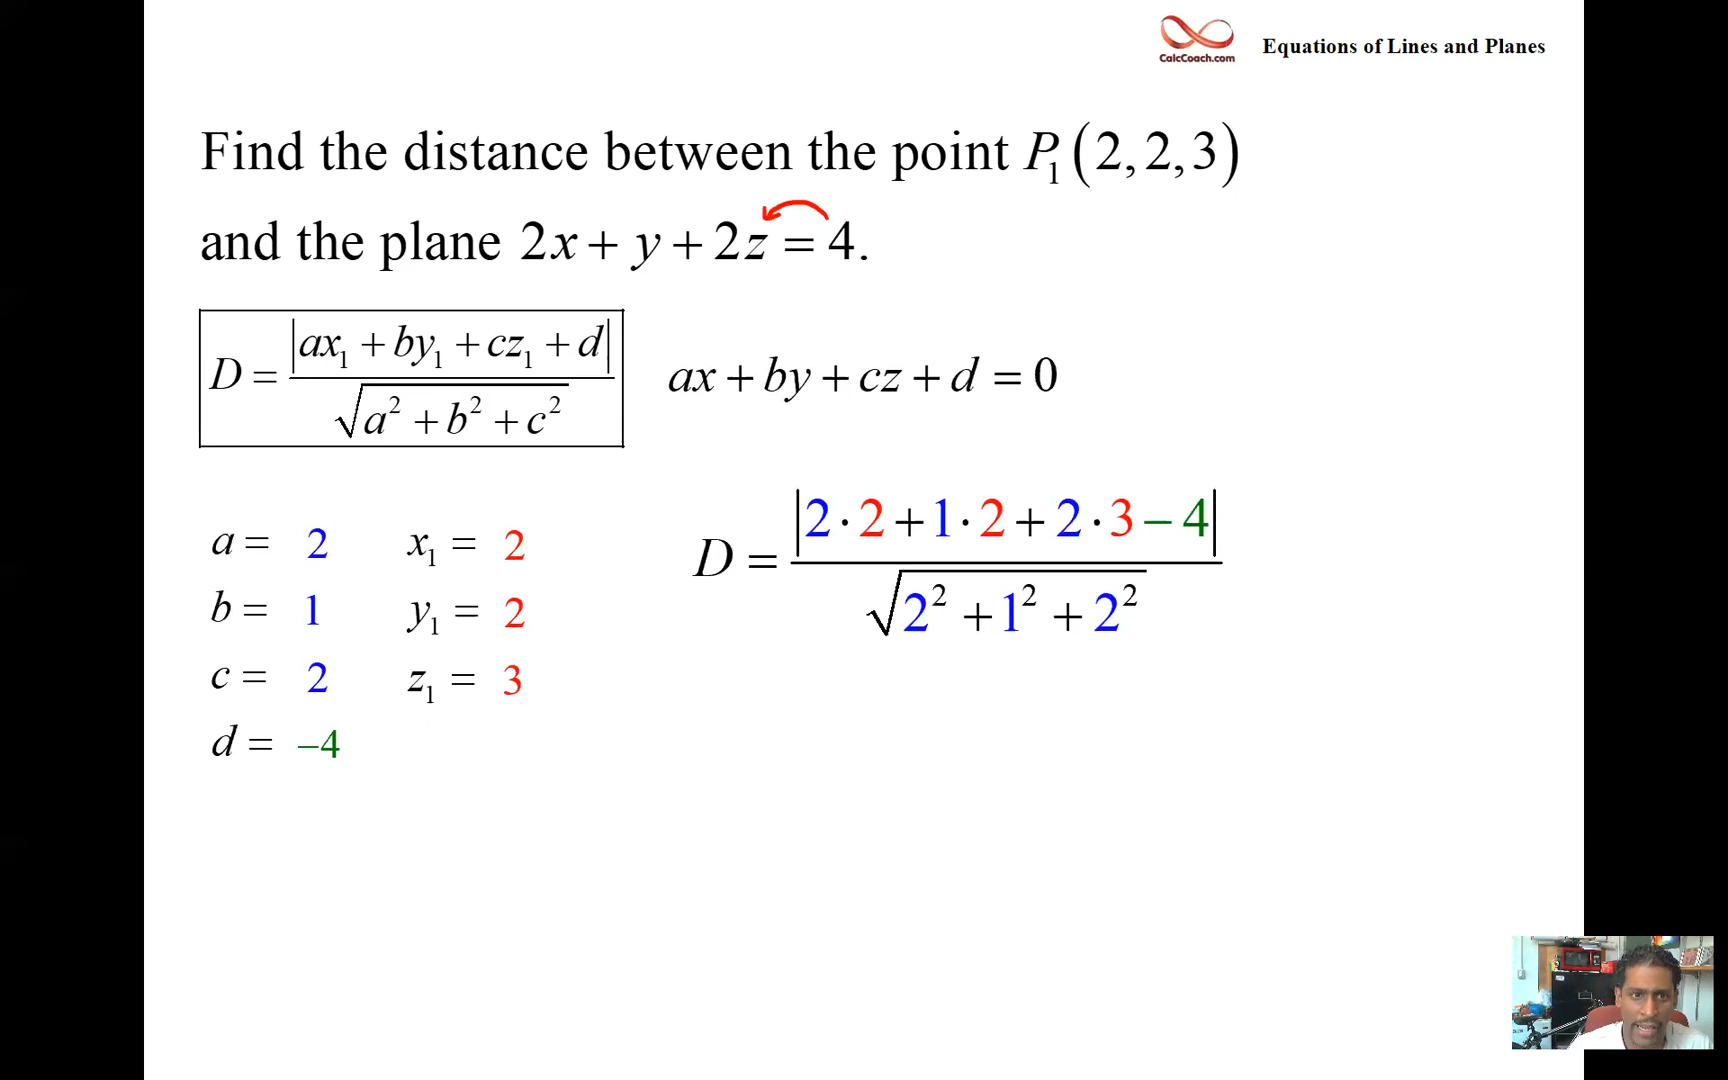 CalcCoach.com
Equations of Lines and Planes
Find the distance between the point P₁(2,2,3)
and the plane 2x + y + 2z = 4.
D = |ax₁ + by₁ + cz₁ + d| / √(a² + b² + c²)
ax + by + cz + d = 0
D = |2·2 + 1·2 + 2·3 − 4| / √(2² + 1² + 2²)
a = 2 x₁ = 2
b = 1 y₁ = 2
c = 2 z₁ = 3
d = −4